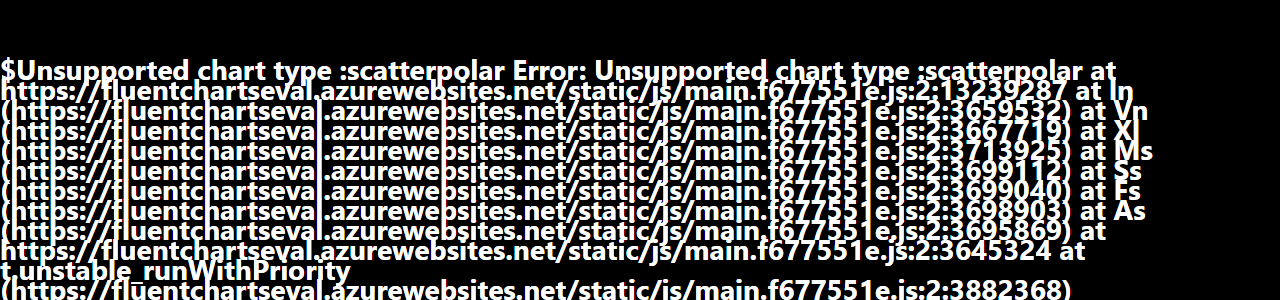 $Unsupported chart type :scatterpolar Error: Unsupported chart type :scatterpolar at
https://fluentchartseval.azurewebsites.net/static/js/main.f677551e.js:2:13239287 at ln
(https://fluentchartseval.azurewebsites.net/static/js/main.f677551e.js:2:3659532) at Vn
(https://fluentchartseval.azurewebsites.net/static/js/main.f677551e.js:2:3667719) at Xl
(https://fluentchartseval.azurewebsites.net/static/js/main.f677551e.js:2:3713925) at Ms
(https://fluentchartseval.azurewebsites.net/static/js/main.f677551e.js:2:3699112) at Ss
(https://fluentchartseval.azurewebsites.net/static/js/main.f677551e.js:2:3699040) at Fs
(https://fluentchartseval.azurewebsites.net/static/js/main.f677551e.js:2:3698903) at As
(https://fluentchartseval.azurewebsites.net/static/js/main.f677551e.js:2:3695869) at
https://fluentchartseval.azurewebsites.net/static/js/main.f677551e.js:2:3645324 at
t.unstable_runWithPriority
(https://fluentchartseval.azurewebsites.net/static/js/main.f677551e.js:2:3882368)